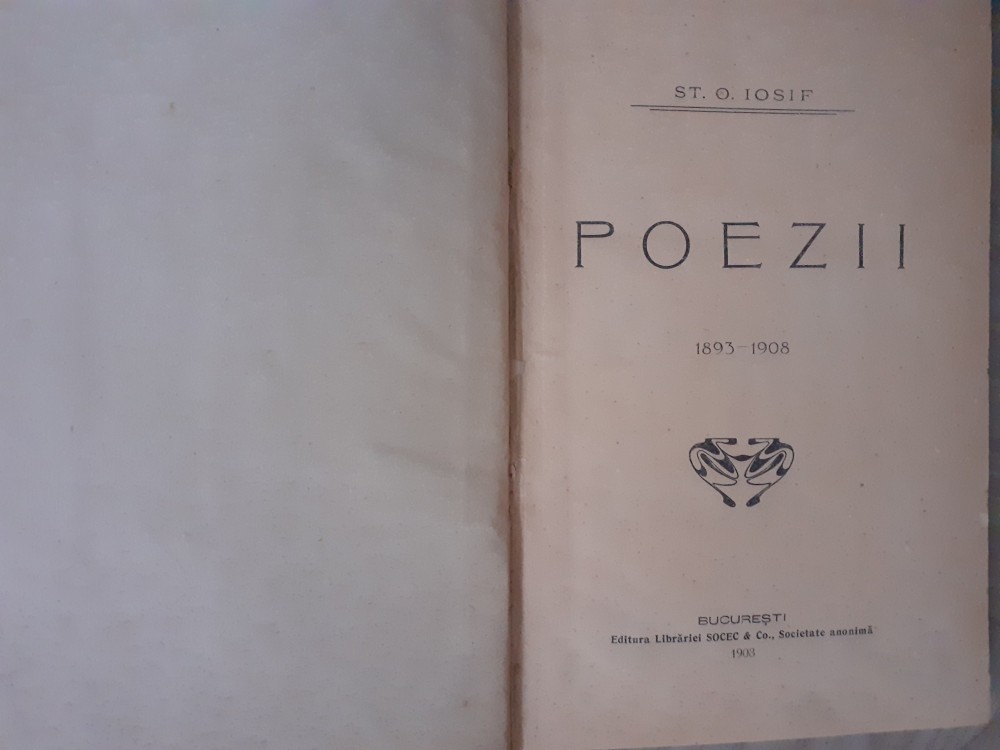 ST. O. IOSIF
POEZII
1893–1908
BUCUREȘTI
Editura Librăriei SOCEC & Co., Societate anonimă
1908